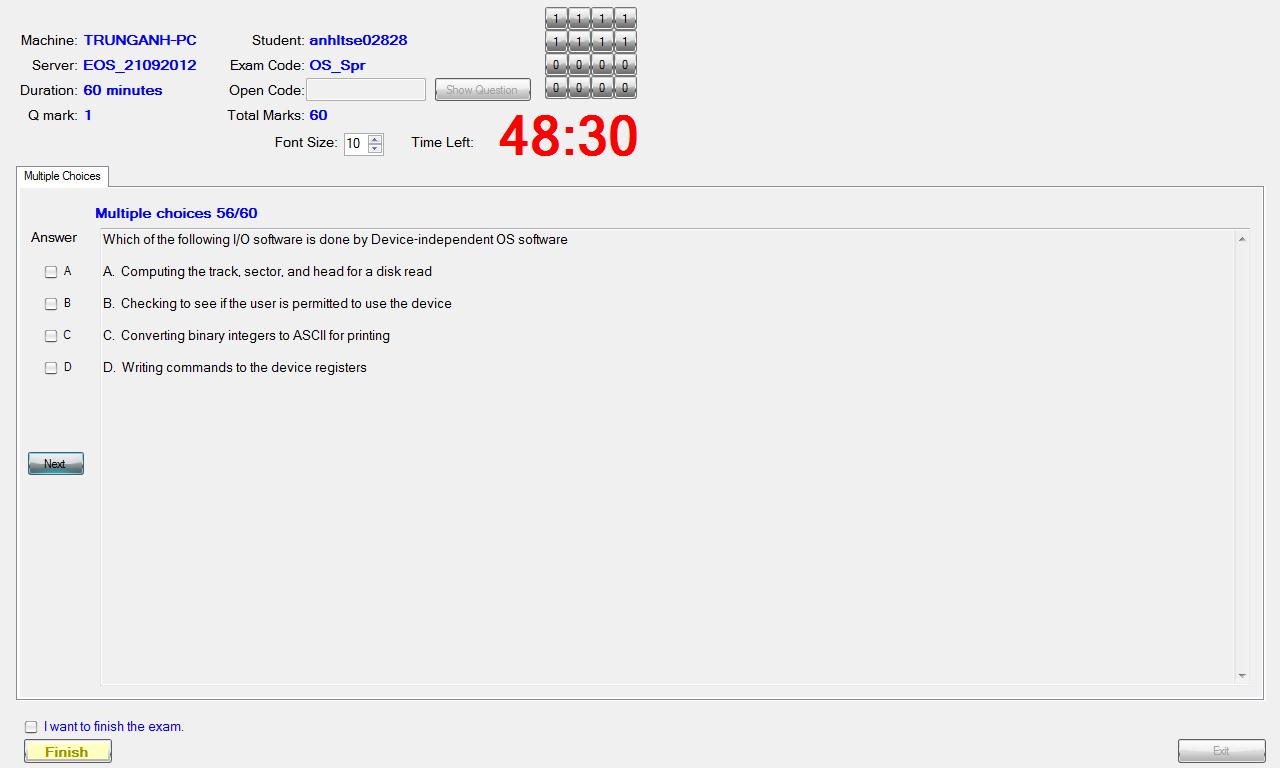 Machine: TRUNGANH-PC Student: anhltse02828
Server: EOS_21092012 Exam Code: OS_Spr
Duration: 60 minutes Open Code: Show Question
Q mark: 1 Total Marks: 60
1 1 1 1
1 1 1 1
0 0 0 0
0 0 0 0
Font Size: 10 Time Left: 48:30
Multiple Choices
Multiple choices 56/60
Answer
Which of the following I/O software is done by Device-independent OS software
A A. Computing the track, sector, and head for a disk read
B B. Checking to see if the user is permitted to use the device
C C. Converting binary integers to ASCII for printing
D D. Writing commands to the device registers
Next
I want to finish the exam.
Finish Exit